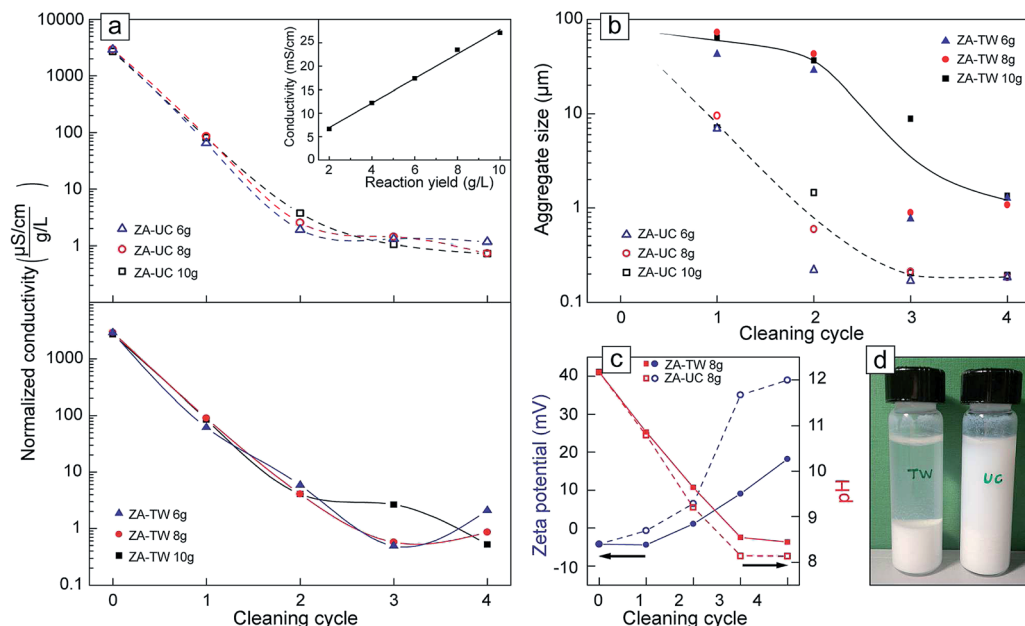 a
10000
1000
100
10
1
Normalized conductivity (μS/cm / g/L)
ZA-UC 6g
ZA-UC 8g
ZA-UC 10g
Conductivity (mS/cm)
25
20
15
10
5
0
2 4 6 8 10
Reaction yield (g/L)
1000
100
10
1
0.1
ZA-TW 6g
ZA-TW 8g
ZA-TW 10g
0 1 2 3 4
Cleaning cycle
b
Aggregate size (μm)
100
10
1
0.1
ZA-TW 6g
ZA-TW 8g
ZA-TW 10g
ZA-UC 6g
ZA-UC 8g
ZA-UC 10g
0 1 2 3 4
Cleaning cycle
c
Zeta potential (mV)
40
30
20
10
0
-10
ZA-TW 8g
ZA-UC 8g
12
11
10
9
8
pH
0 1 2 3 4
Cleaning cycle
d
TW
UC